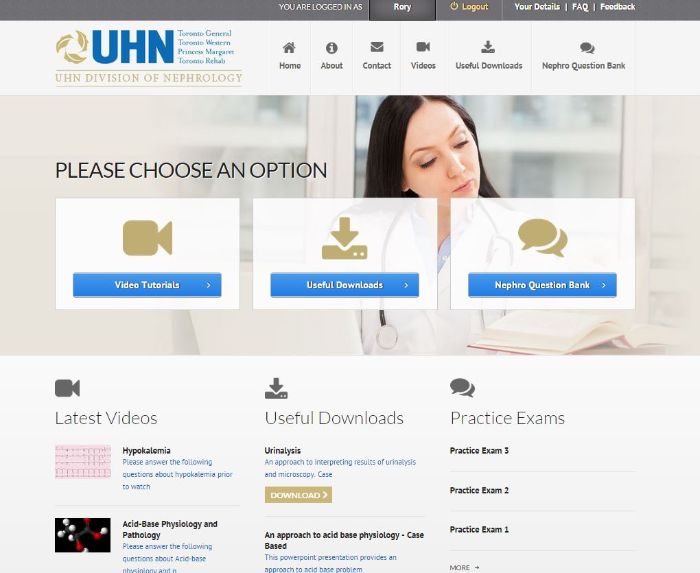 YOU ARE LOGGED IN AS Rory Logout Your Details | FAQ | Feedback
UHN
Toronto General
Toronto Western
Princess Margaret
Toronto Rehab
UHN DIVISION OF NEPHROLOGY
Home About Contact Videos Useful Downloads Nephro Question Bank
PLEASE CHOOSE AN OPTION
Video Tutorials
Useful Downloads
Nephro Question Bank
Latest Videos
Hypokalemia
Please answer the following
questions about hypokalemia prior
to watch
Acid-Base Physiology and
Pathology
Please answer the following
questions about Acid-base
physiology and p
Useful Downloads
Urinalysis
An approach to interpreting results of urinalysis
and microscopy. Case
DOWNLOAD
An approach to acid base physiology - Case
Based
This powerpoint presentation provides an
approach to acid base problem
Practice Exams
Practice Exam 3
Practice Exam 2
Practice Exam 1
MORE